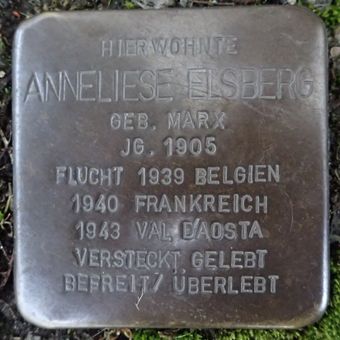 HIER WOHNTE
ANNELIESE ELSBERG
GEB. MARX
JG. 1905
FLUCHT 1939 BELGIEN
1940 FRANKREICH
1943 VAL D'AOSTA
VERSTECKT GELEBT
BEFREIT / ÜBERLEBT